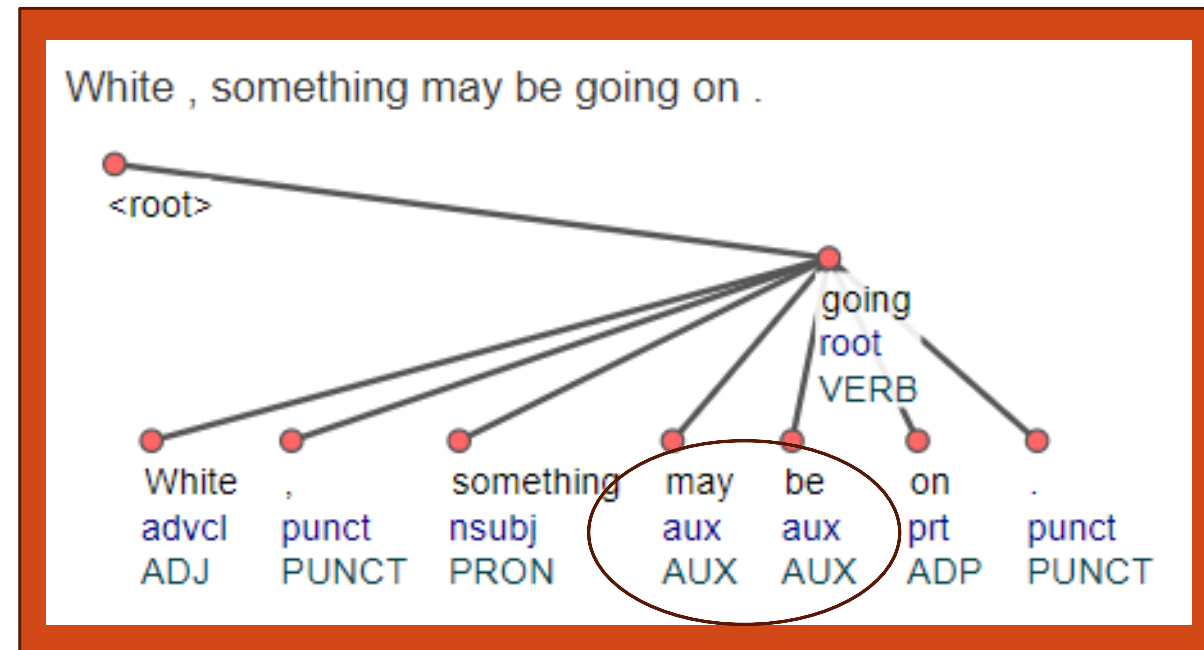 White , something may be going on .
<root>
going
root
VERB
White , something may be on .
advcl punct nsubj aux aux prt punct
ADJ PUNCT PRON AUX AUX ADP PUNCT